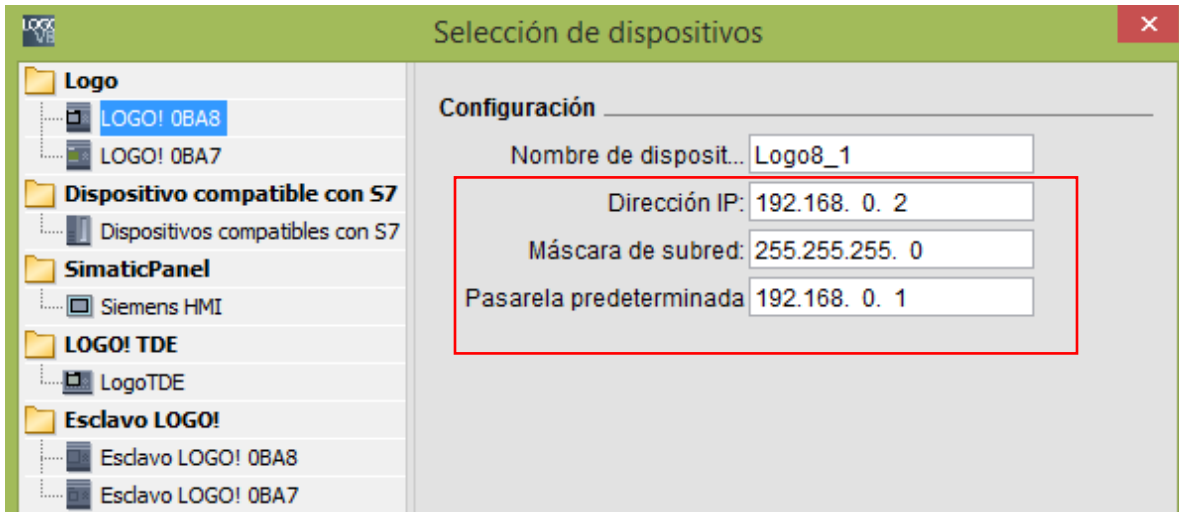 Selección de dispositivos
Logo
LOGO! 0BA8
LOGO! 0BA7
Dispositivo compatible con S7
Dispositivos compatibles con S7
SimaticPanel
Siemens HMI
LOGO! TDE
LogoTDE
Esclavo LOGO!
Esclavo LOGO! 0BA8
Esclavo LOGO! 0BA7
Configuración
Nombre de disposit... Logo8_1
Dirección IP: 192.168. 0. 2
Máscara de subred: 255.255.255. 0
Pasarela predeterminada 192.168. 0. 1